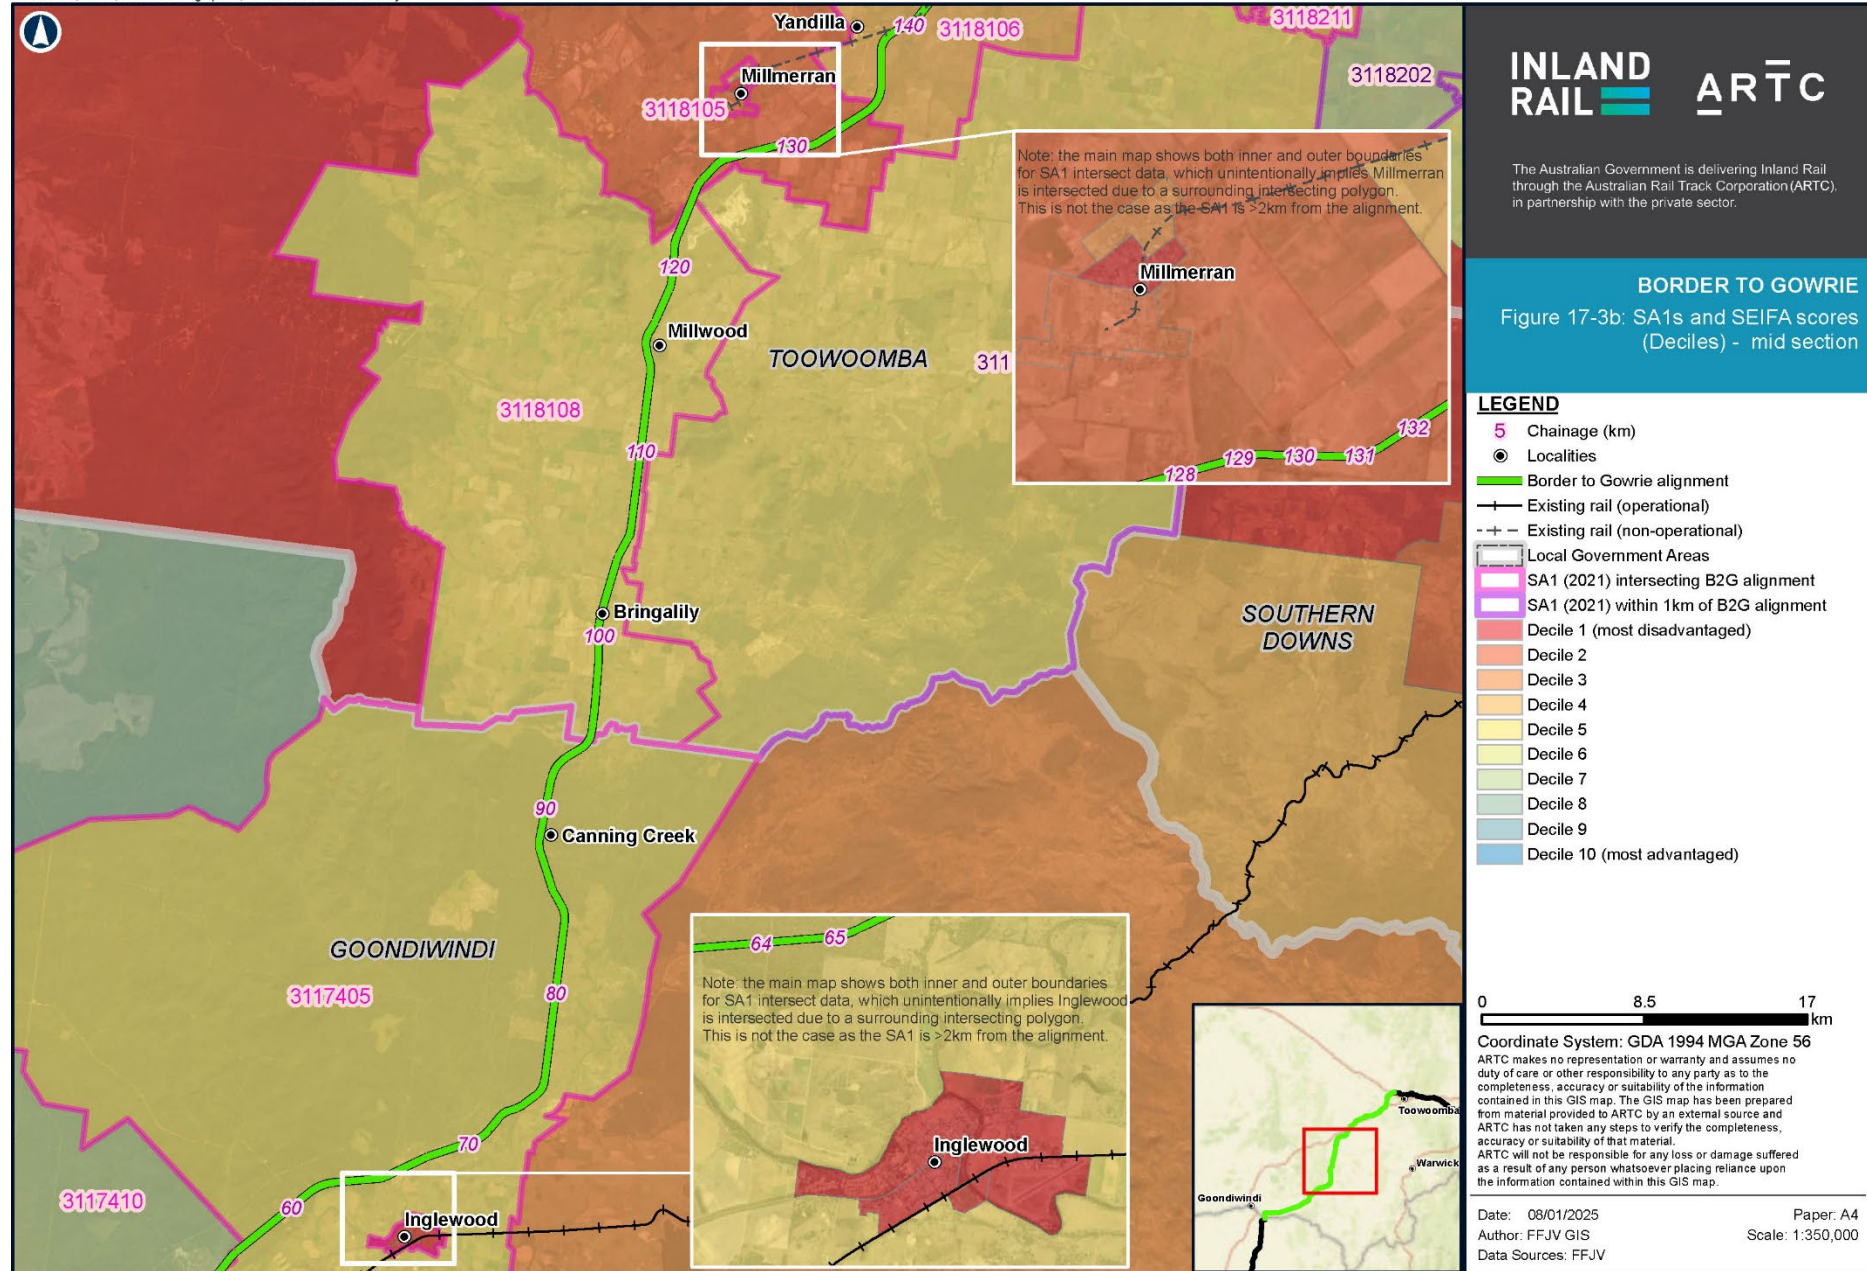 Yandilla
140
3118106
3118211
3118202
Millmerran
3118105
130
Note: the main map shows both inner and outer boundaries
for SA1 intersect data, which unintentionally implies Millmerran
is intersected due to a surrounding intersecting polygon.
This is not the case as the SA1 is >2km from the alignment.
Millmerran
132
131
130
129
128
120
Millwood
TOOWOOMBA
311
3118108
110
Bringalily
100
SOUTHERN
DOWNS
90
Canning Creek
GOONDIWINDI
3117405
80
64
65
Note: the main map shows both inner and outer boundaries
for SA1 intersect data, which unintentionally implies Inglewood
is intersected due to a surrounding intersecting polygon.
This is not the case as the SA1 is >2km from the alignment.
Inglewood
70
3117410
60
Inglewood
Toowoomba
Warwick
Goondiwindi
INLAND
RAIL
ARTC
The Australian Government is delivering Inland Rail
through the Australian Rail Track Corporation (ARTC),
in partnership with the private sector.
BORDER TO GOWRIE
Figure 17-3b: SA1s and SEIFA scores
(Deciles) - mid section
LEGEND
5 Chainage (km)
Localities
Border to Gowrie alignment
Existing rail (operational)
Existing rail (non-operational)
Local Government Areas
SA1 (2021) intersecting B2G alignment
SA1 (2021) within 1km of B2G alignment
Decile 1 (most disadvantaged)
Decile 2
Decile 3
Decile 4
Decile 5
Decile 6
Decile 7
Decile 8
Decile 9
Decile 10 (most advantaged)
0 8.5 17
km
Coordinate System: GDA 1994 MGA Zone 56
ARTC makes no representation or warranty and assumes no
duty of care or other responsibility to any party as to the
completeness, accuracy or suitability of the information
contained in this GIS map. The GIS map has been prepared
from material provided to ARTC by an external source and
ARTC has not taken any steps to verify the completeness,
accuracy or suitability of that material.
ARTC will not be responsible for any loss or damage suffered
as a result of any person whatsoever placing reliance upon
the information contained within this GIS map.
Date: 08/01/2025 Paper: A4
Author: FFJV GIS Scale: 1:350,000
Data Sources: FFJV